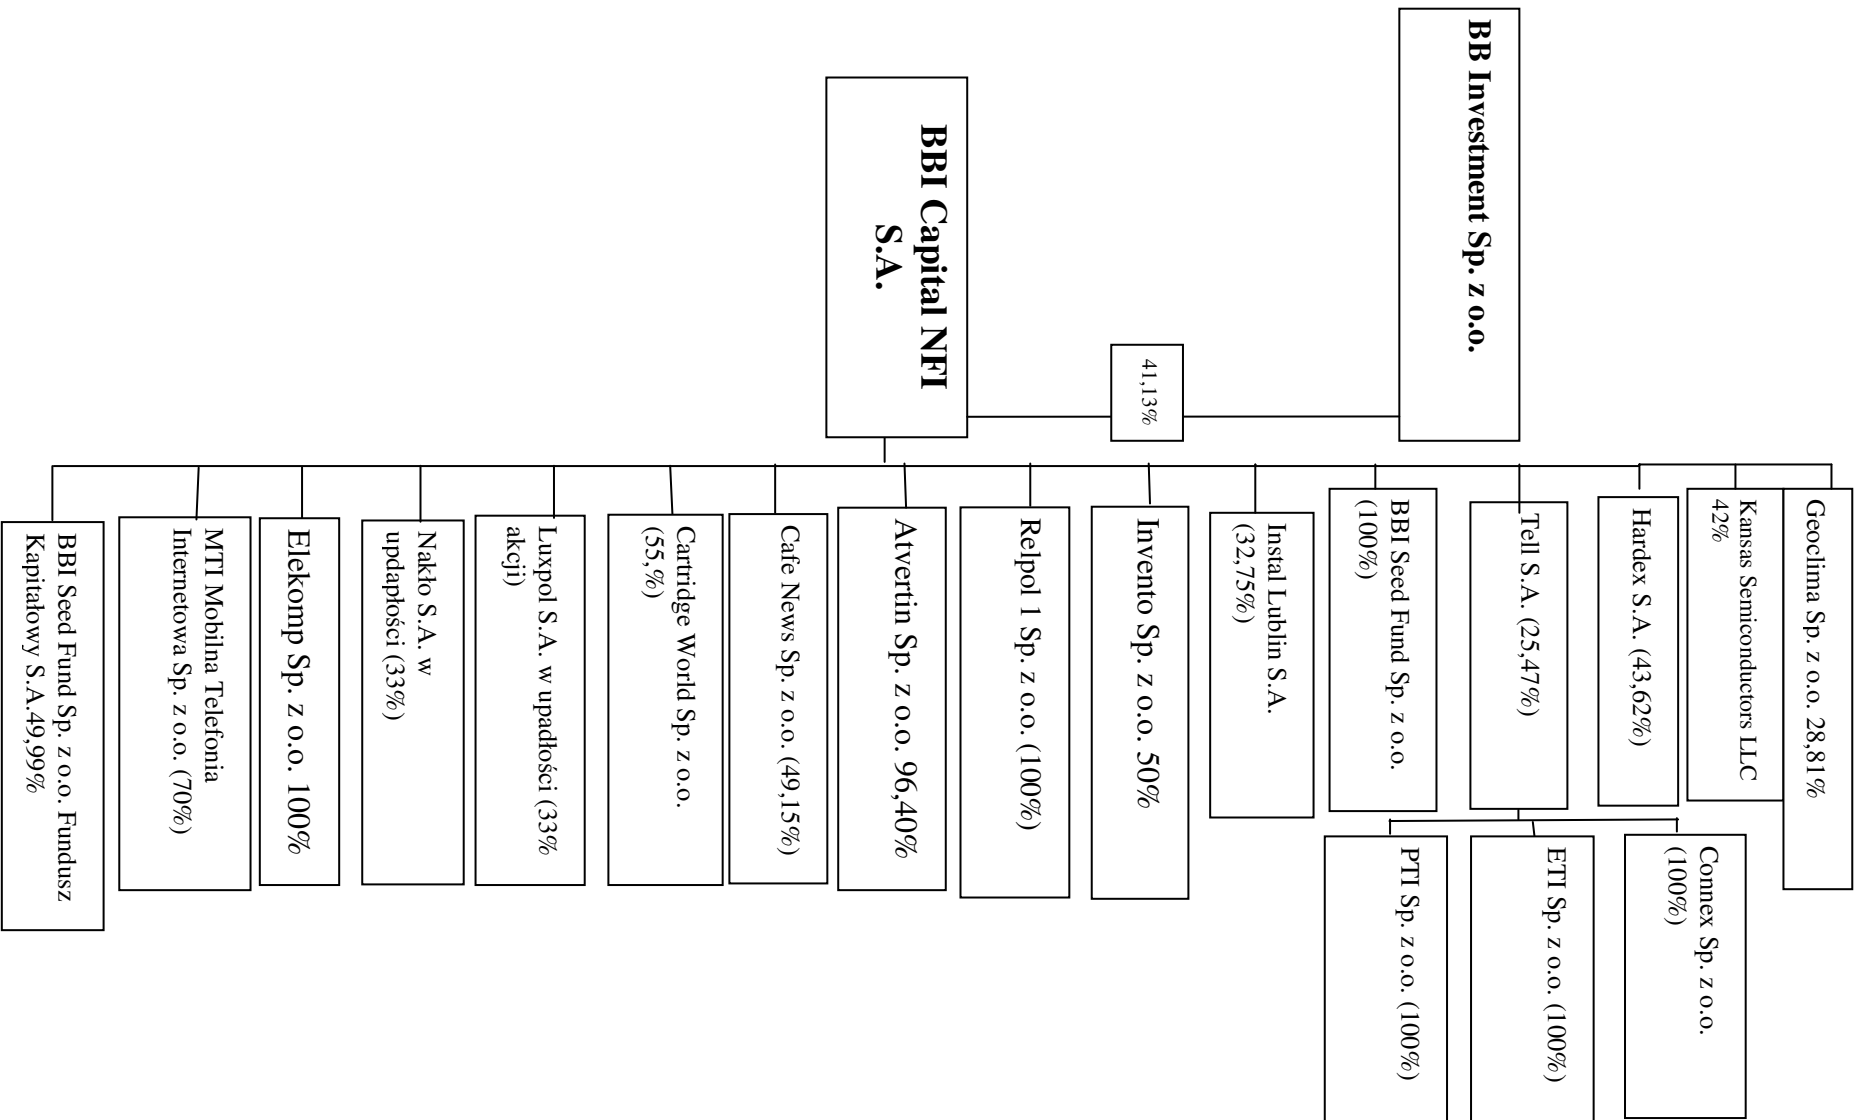 BB Investment Sp. z o.o.
41,13%
BBI Capital NFI
S.A.
Geoclima Sp. z o.o. 28,81%
Kansas Semiconductors LLC
42%
Hardex S.A. (43,62%)
Tell S.A. (25,47%)
Connex Sp. z o.o.
(100%)
ETI Sp. z o.o. (100%)
PTI Sp. z o.o. (100%)
BBI Seed Fund Sp. z o.o.
(100%)
Instal Lublin S.A.
(32,75%)
Invento Sp. z o.o. 50%
Relpol 1 Sp. z o.o. (100%)
Atvertin Sp. z o.o. 96,40%
Cafe News Sp. z o.o. (49,15%)
Cartridge World Sp. z o.o.
(55,%)
Luxpol S.A. w upadłości (33%
akcji)
Nakło S.A. w
updapłości (33%)
Elekomp Sp. z o.o. 100%
MTI Mobilna Telefonia
Internetowa Sp. z o.o. (70%)
BBI Seed Fund Sp. z o.o. Fundusz
Kapitałowy S.A.49,99%